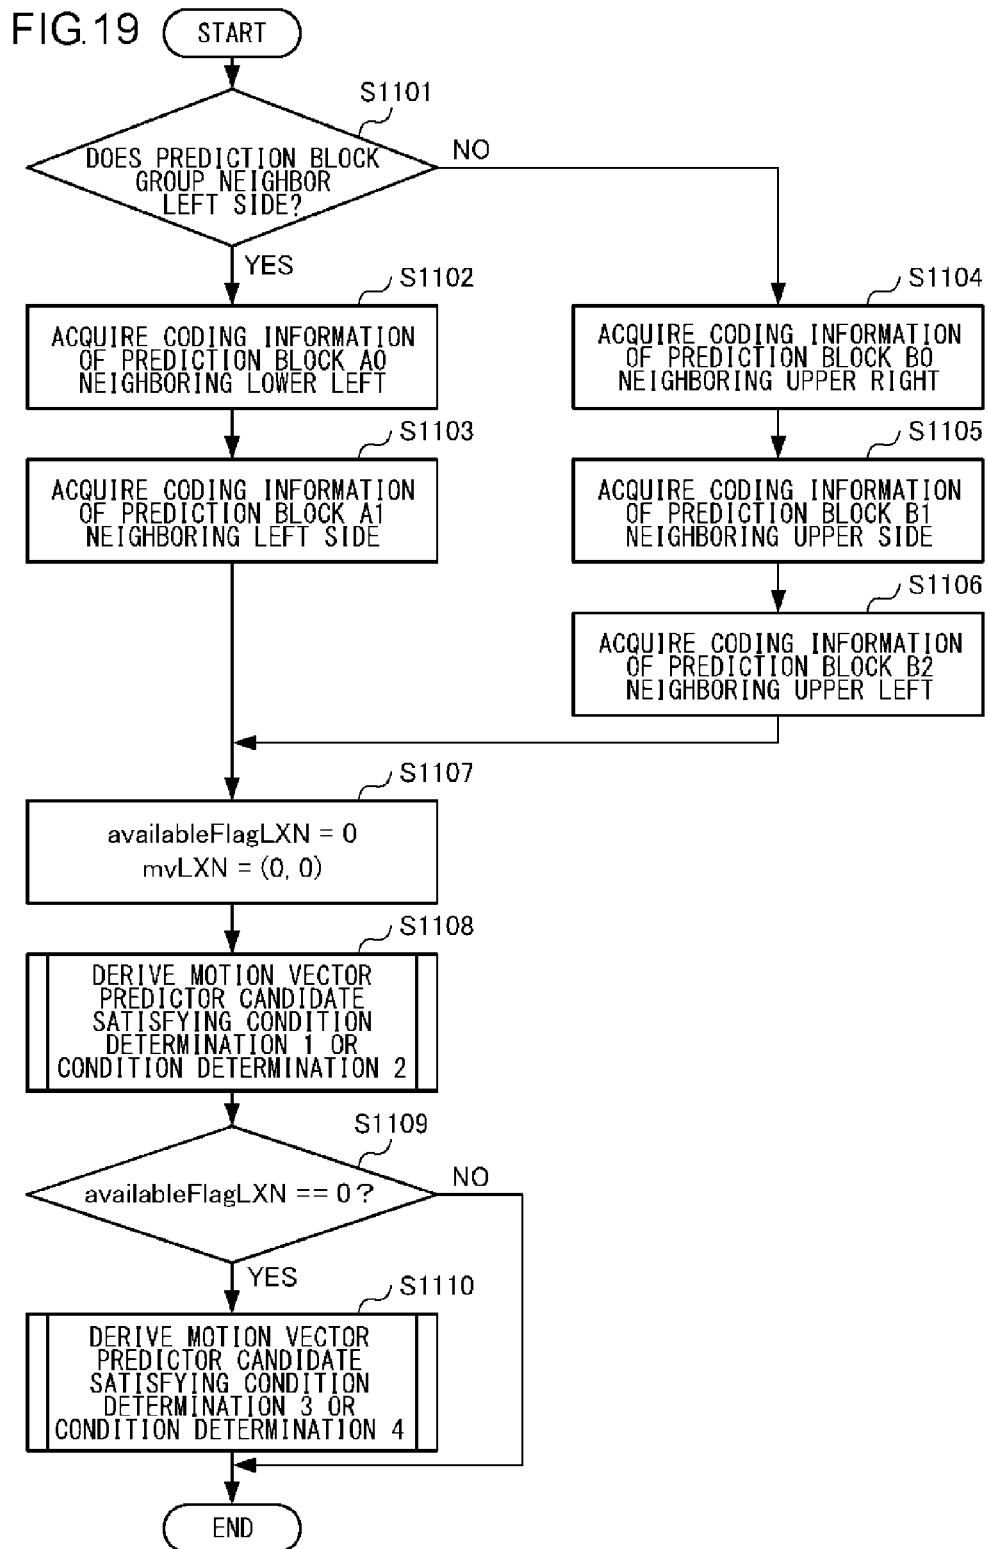 FIG.19
START
S1101
DOES PREDICTION BLOCK
GROUP NEIGHBOR
LEFT SIDE?
NO
YES
S1102
ACQUIRE CODING INFORMATION
OF PREDICTION BLOCK A0
NEIGHBORING LOWER LEFT
S1103
ACQUIRE CODING INFORMATION
OF PREDICTION BLOCK A1
NEIGHBORING LEFT SIDE
S1104
ACQUIRE CODING INFORMATION
OF PREDICTION BLOCK B0
NEIGHBORING UPPER RIGHT
S1105
ACQUIRE CODING INFORMATION
OF PREDICTION BLOCK B1
NEIGHBORING UPPER SIDE
S1106
ACQUIRE CODING INFORMATION
OF PREDICTION BLOCK B2
NEIGHBORING UPPER LEFT
S1107
availableFlagLXN = 0
mvLXN = (0, 0)
S1108
DERIVE MOTION VECTOR
PREDICTOR CANDIDATE
SATISFYING CONDITION
DETERMINATION 1 OR
CONDITION DETERMINATION 2
S1109
availableFlagLXN == 0?
NO
YES
S1110
DERIVE MOTION VECTOR
PREDICTOR CANDIDATE
SATISFYING CONDITION
DETERMINATION 3 OR
CONDITION DETERMINATION 4
END